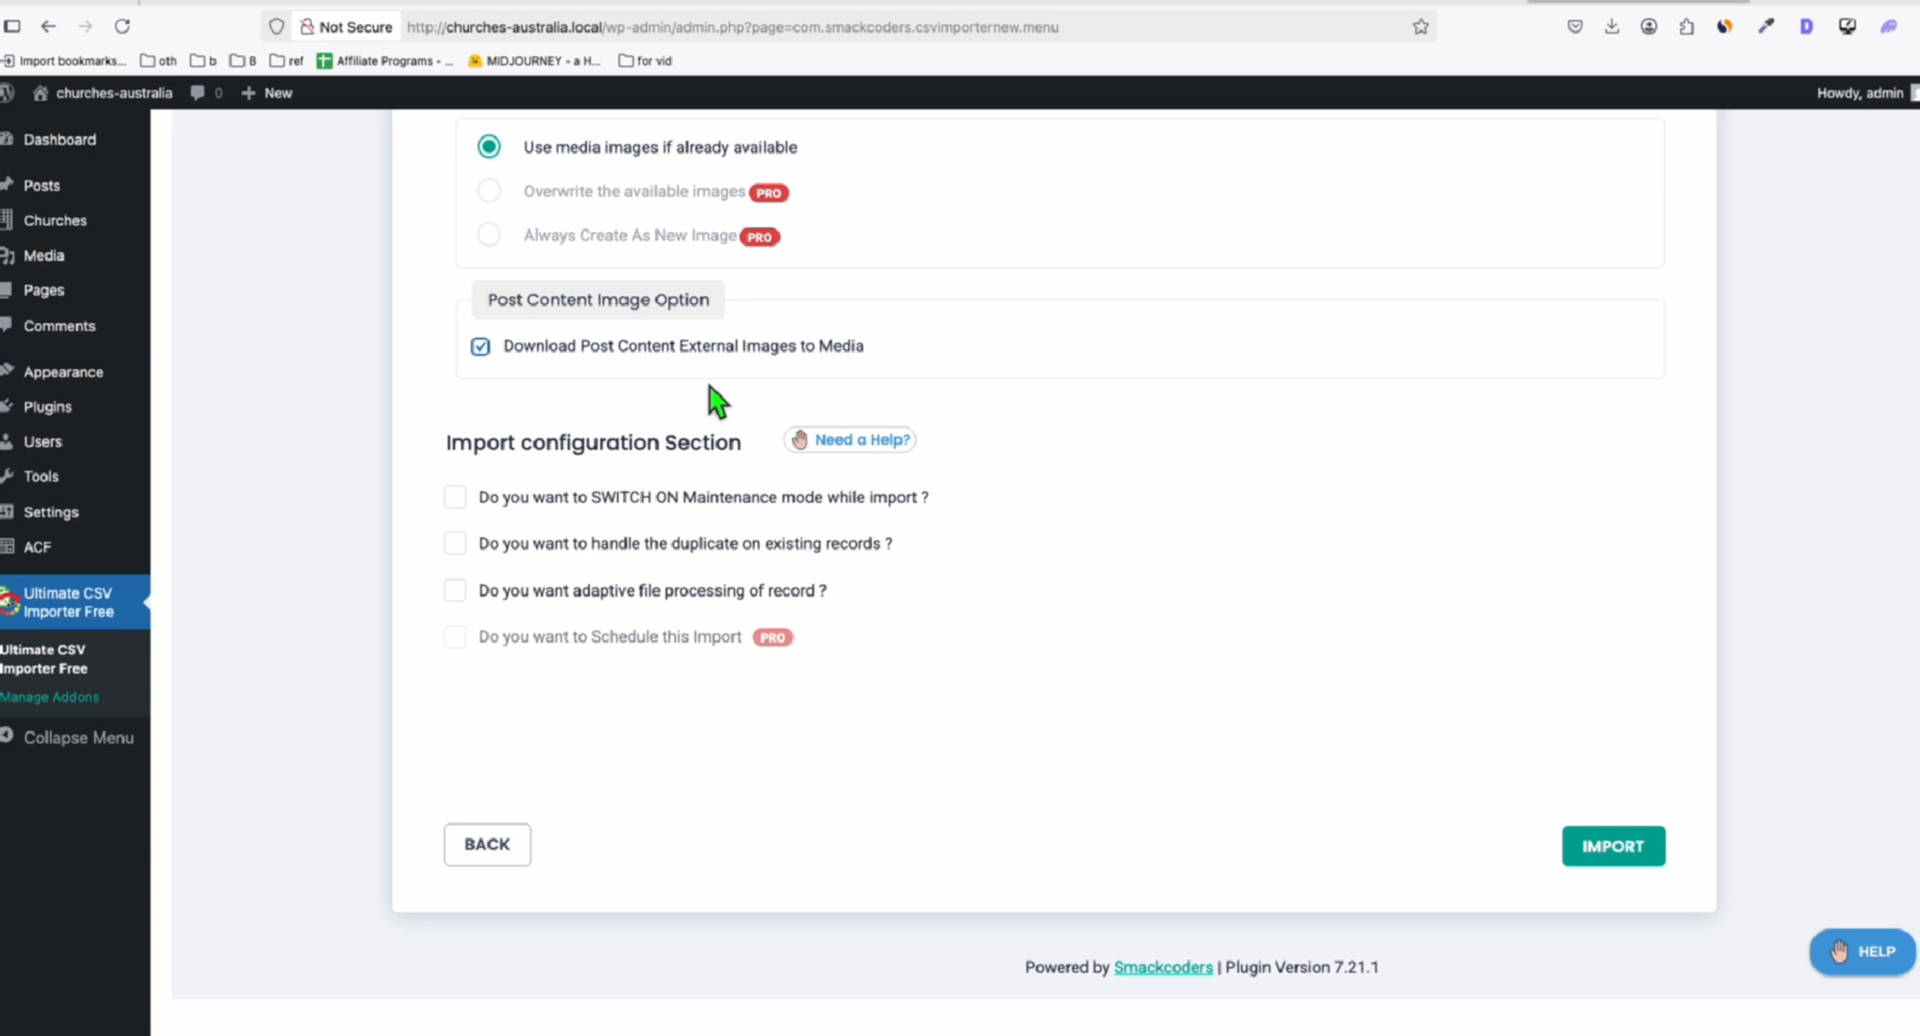 Not Secure
http://churches-australia.local/wp-admin/admin.php?page=com.smackcoders.csvimporternew.menu
Import bookmarks...
oth
b
B
ref
Affiliate Programs - ...
MIDJOURNEY - a H...
for vid
churches-australia
0
New
Howdy, admin
Dashboard
Posts
Churches
Media
Pages
Comments
Appearance
Plugins
Users
Tools
Settings
ACF
Ultimate CSV
Importer Free
Ultimate CSV
Importer Free
Manage Addons
Collapse Menu
Use media images if already available
Overwrite the available images PRO
Always Create As New Image PRO
Post Content Image Option
Download Post Content External Images to Media
Import configuration Section
Need a Help?
Do you want to SWITCH ON Maintenance mode while import ?
Do you want to handle the duplicate on existing records ?
Do you want adaptive file processing of record ?
Do you want to Schedule this Import PRO
BACK
IMPORT
Powered by Smackcoders | Plugin Version 7.21.1
HELP